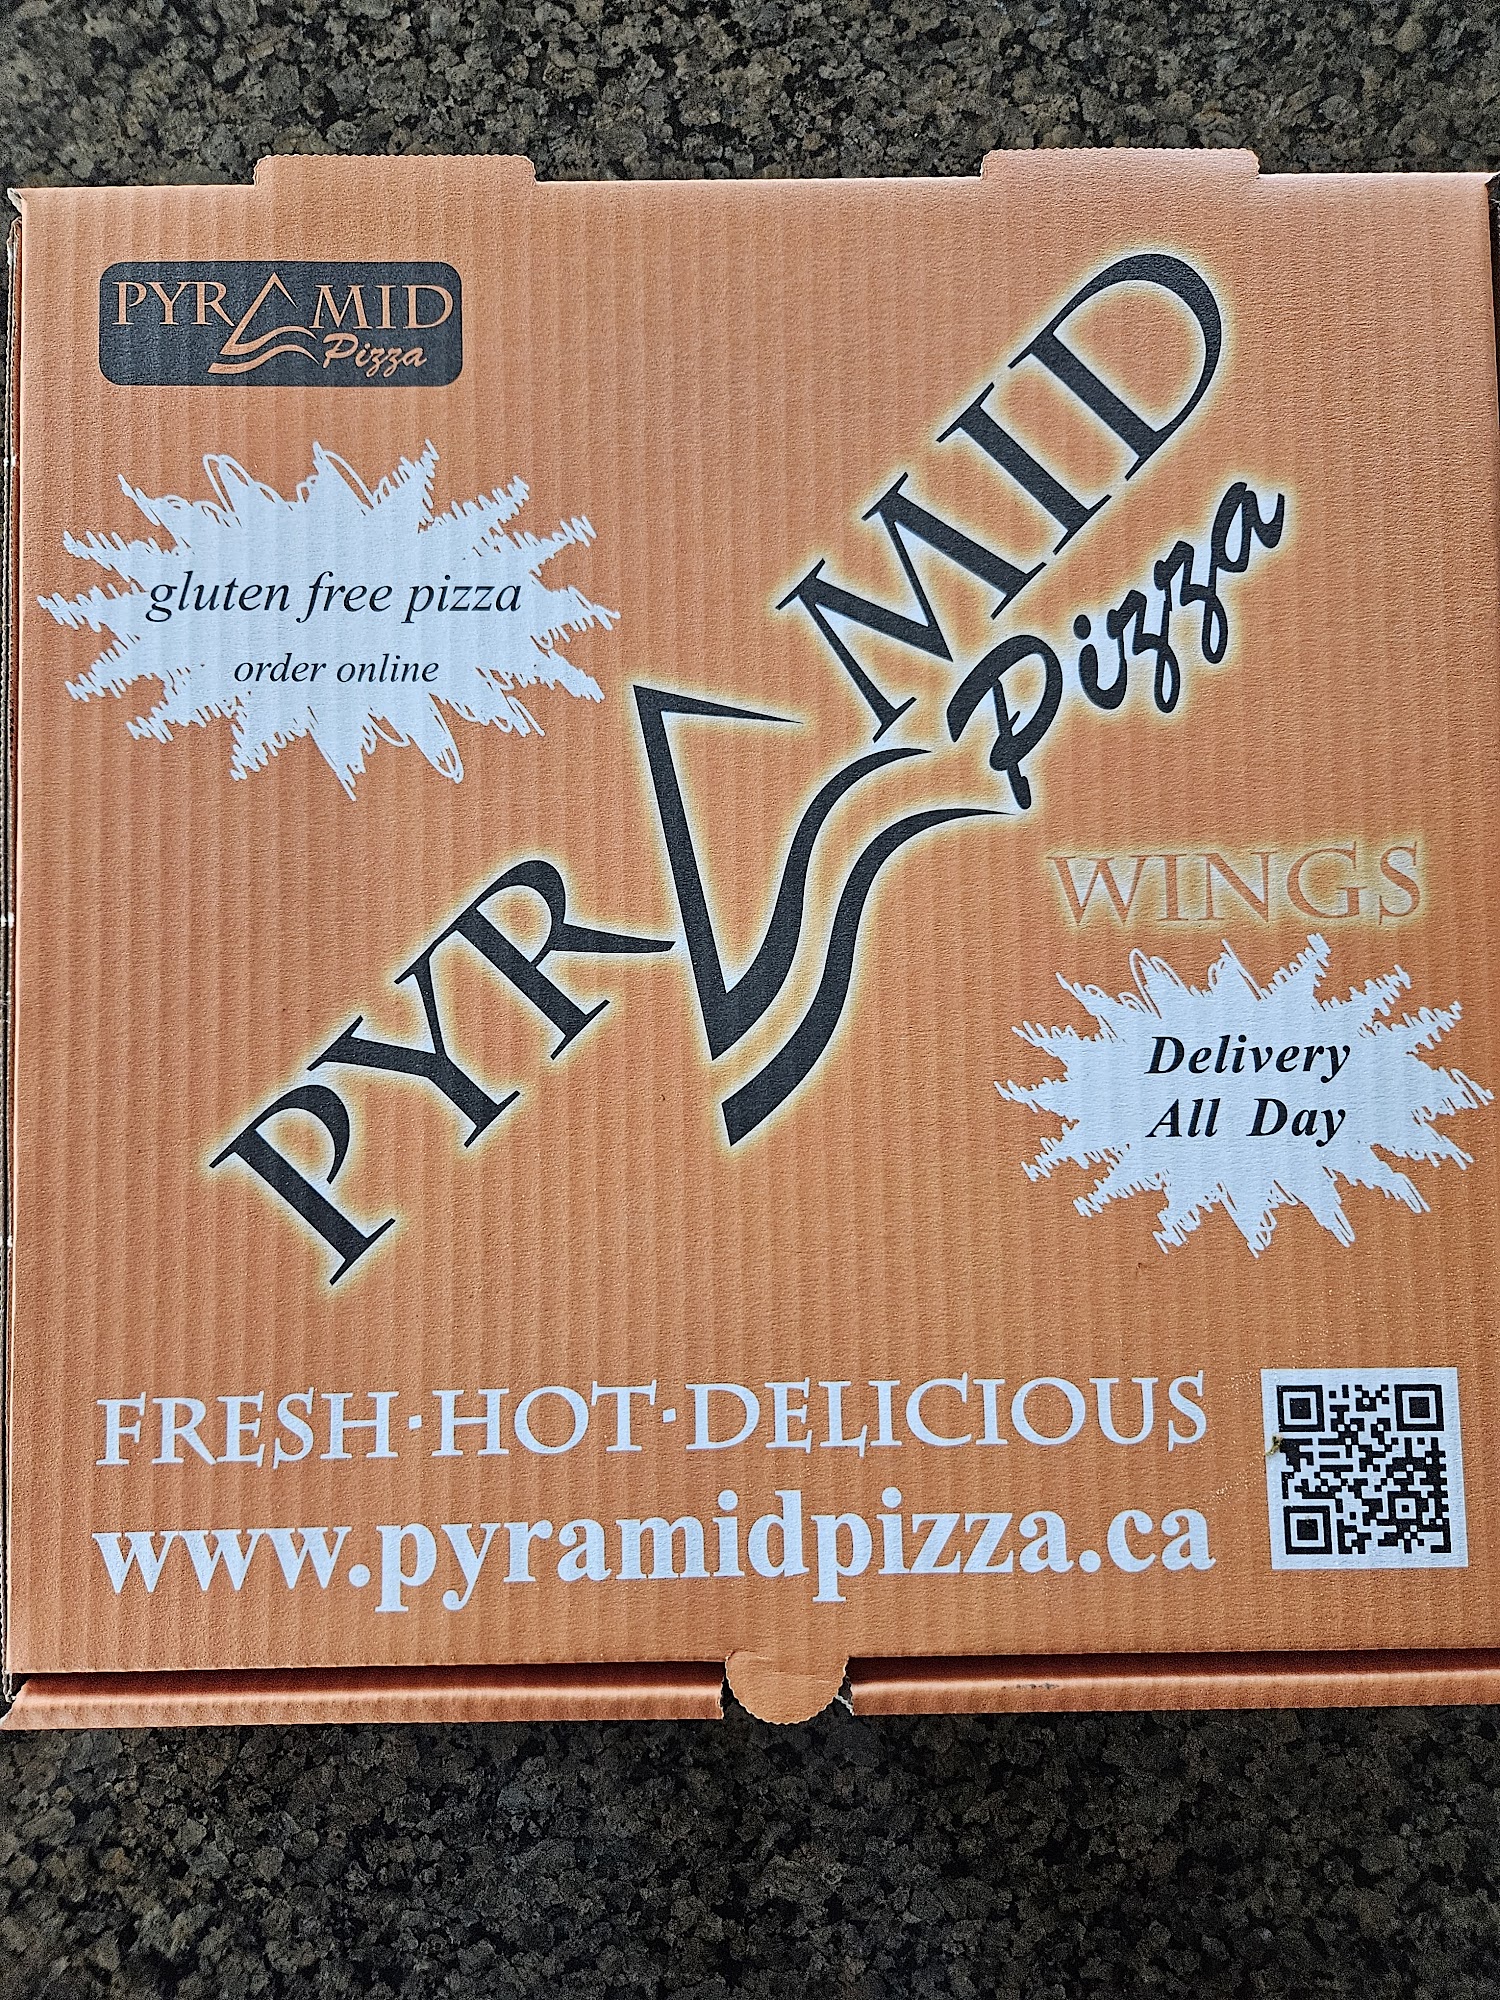 PYRAMID
Pizza
gluten free pizza
order online
PYRAMID
Pizza
WINGS
Delivery
All Day
FRESH·HOT·DELICIOUS
www.pyramidpizza.ca